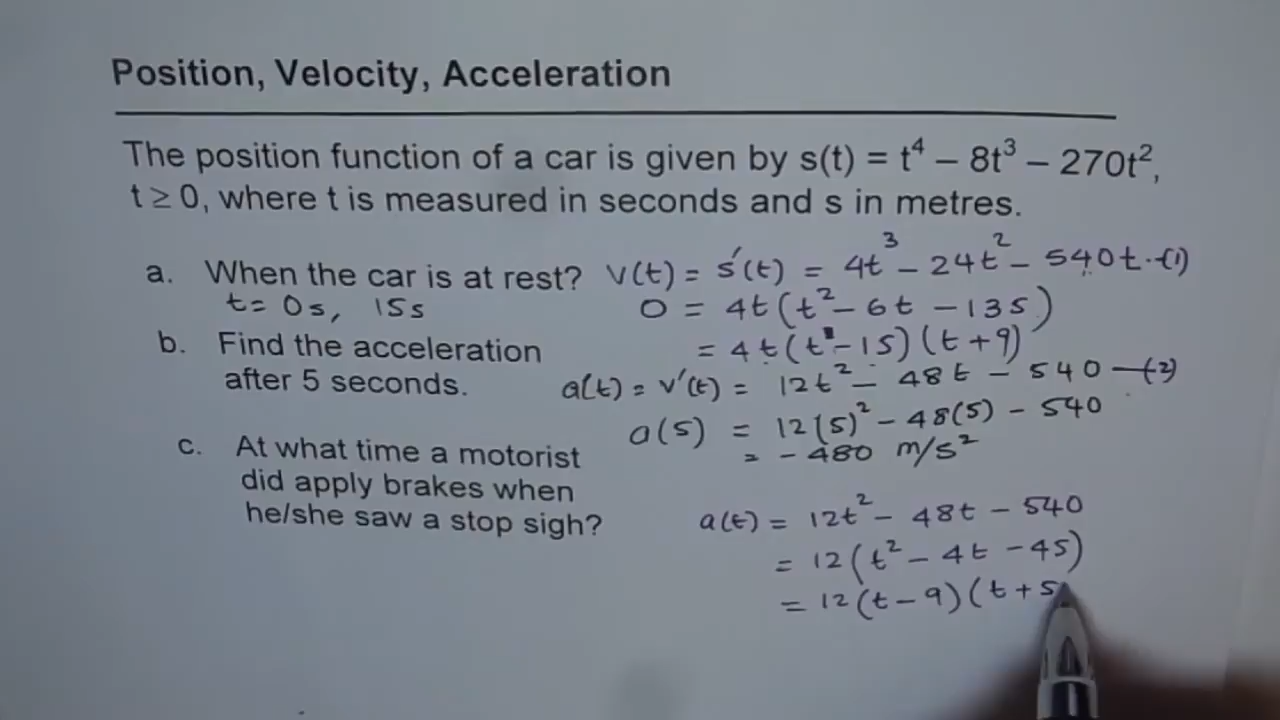 Position, Velocity, Acceleration
The position function of a car is given by s(t) = t⁴ – 8t³ – 270t²,
t ≥ 0, where t is measured in seconds and s in metres.
a. When the car is at rest? v(t) = s'(t) = 4t³ – 24t² – 540t –(1)
t = 0s, 15s 0 = 4t(t² – 6t – 135)
= 4t(t – 15)(t + 9)
b. Find the acceleration
after 5 seconds. a(t) = v'(t) = 12t² – 48t – 540 –(2)
a(5) = 12(5)² – 48(5) – 540
= – 480 m/s²
c. At what time a motorist
did apply brakes when
he/she saw a stop sigh? a(t) = 12t² – 48t – 540
= 12(t² – 4t – 45)
= 12(t – 9)(t + 5